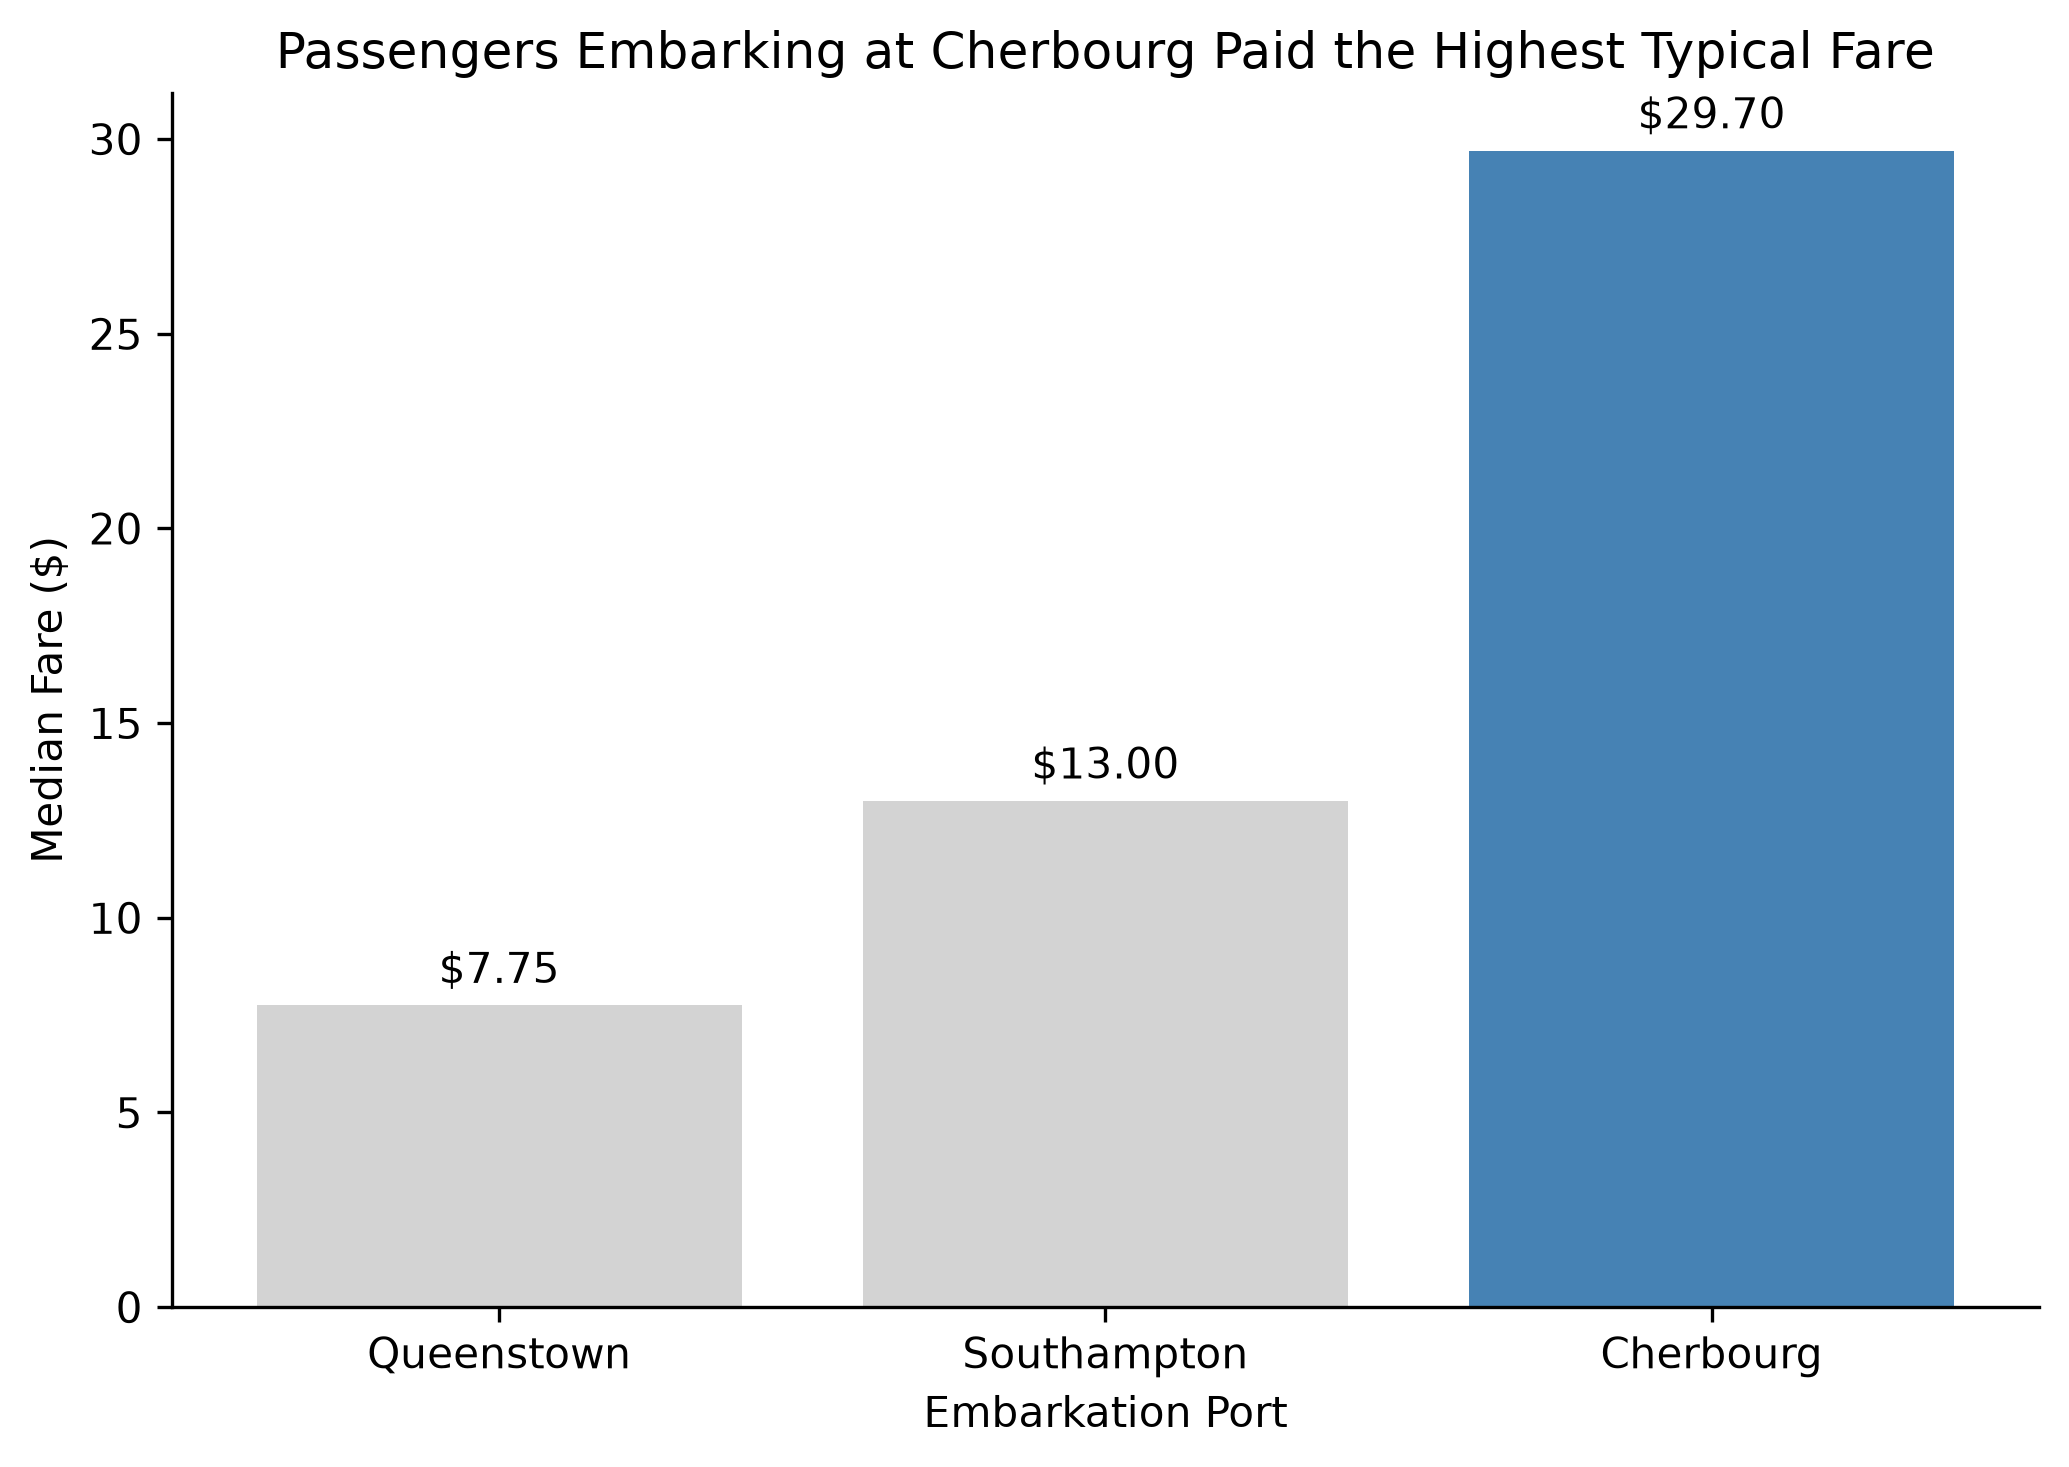 Passengers Embarking at Cherbourg Paid the Highest Typical Fare
$29.70
30
25
20
15
10
5
0
Median Fare ($)
$13.00
$7.75
Queenstown
Southampton
Cherbourg
Embarkation Port